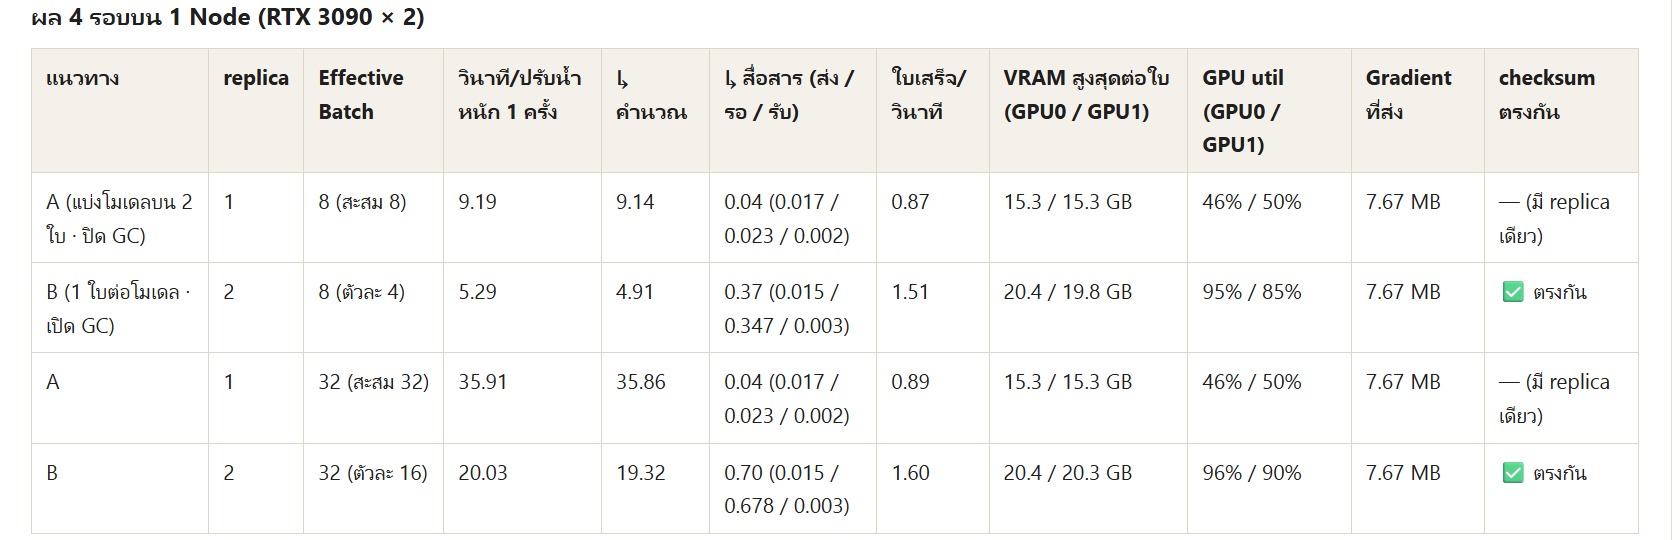 ผล 4 รอบบน 1 Node (RTX 3090 × 2)
แนวทาง
replica
Effective
Batch
วินาที/ปรับน้ำ
หนัก 1 ครั้ง
↳
คำนวณ
↳ สื่อสาร (ส่ง /
รอ / รับ)
ใบเสร็จ/
วินาที
VRAM สูงสุดต่อใบ
(GPU0 / GPU1)
GPU util
(GPU0 /
GPU1)
Gradient
ที่ส่ง
checksum
ตรงกัน
A (แบ่งโมเดลบน 2
ใบ · ปิด GC)
1
8 (สะสม 8)
9.19
9.14
0.04 (0.017 /
0.023 / 0.002)
0.87
15.3 / 15.3 GB
46% / 50%
7.67 MB
— (มี replica
เดียว)
B (1 ใบต่อโมเดล ·
เปิด GC)
2
8 (ตัวละ 4)
5.29
4.91
0.37 (0.015 /
0.347 / 0.003)
1.51
20.4 / 19.8 GB
95% / 85%
7.67 MB
✅ ตรงกัน
A
1
32 (สะสม 32)
35.91
35.86
0.04 (0.017 /
0.023 / 0.002)
0.89
15.3 / 15.3 GB
46% / 50%
7.67 MB
— (มี replica
เดียว)
B
2
32 (ตัวละ 16)
20.03
19.32
0.70 (0.015 /
0.678 / 0.003)
1.60
20.4 / 20.3 GB
96% / 90%
7.67 MB
✅ ตรงกัน